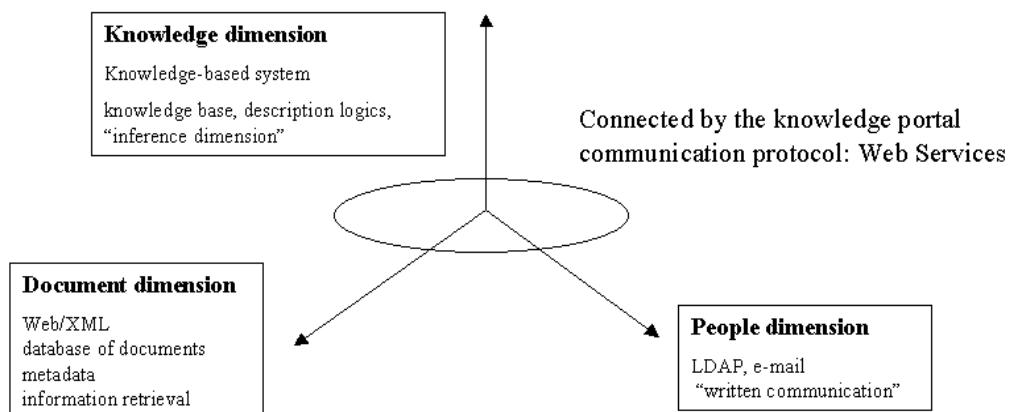 Knowledge dimension
Knowledge-based system
knowledge base, description logics,
“inference dimension”
Connected by the knowledge portal
communication protocol: Web Services
Document dimension
Web/XML
database of documents
metadata
information retrieval
People dimension
LDAP, e-mail
“written communication”